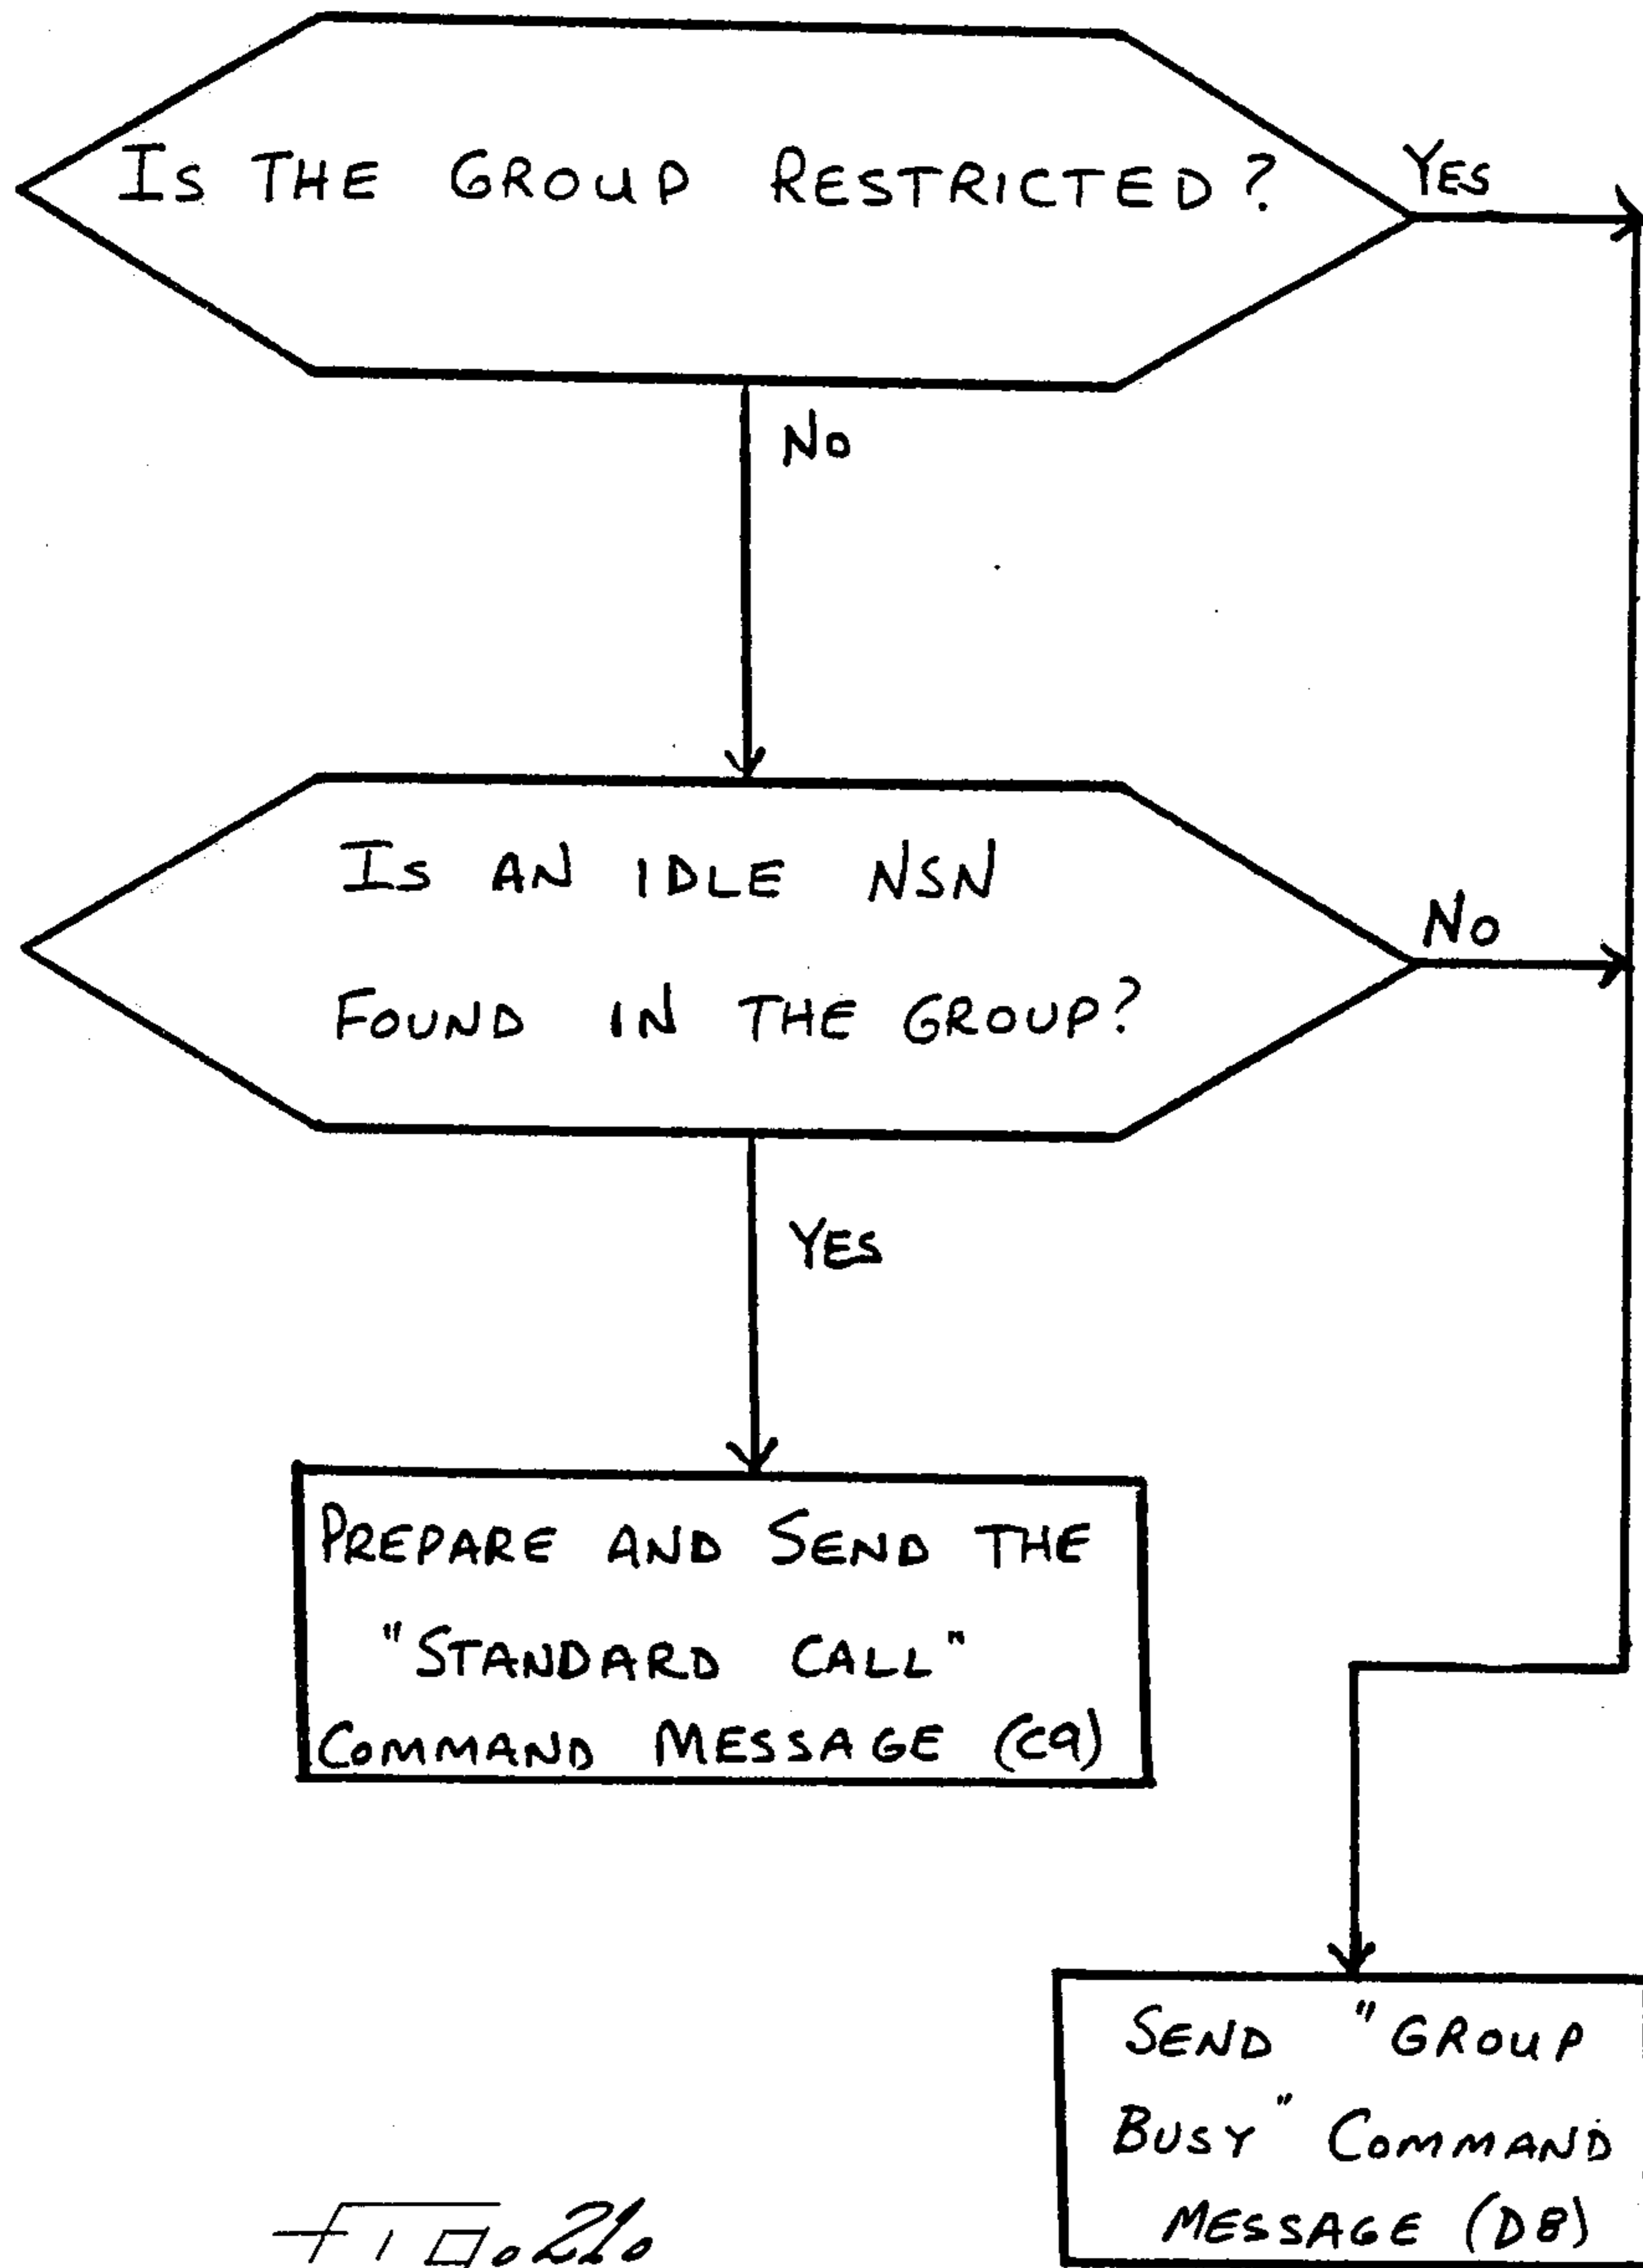 IS THE GROUP RESTRICTED?
YES
NO
IS AN IDLE NSN
FOUND IN THE GROUP?
NO
YES
PREPARE AND SEND THE
"STANDARD CALL"
COMMAND MESSAGE (C9)
SEND "GROUP
BUSY" COMMAND
MESSAGE (D8)